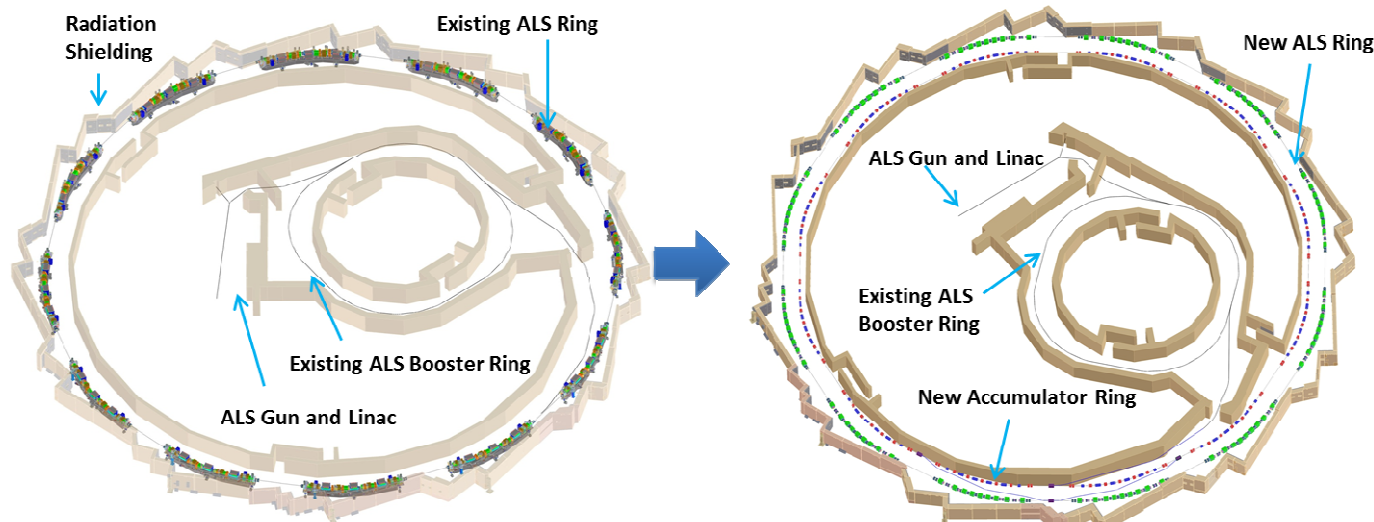 Radiation
Shielding
Existing ALS Ring
Existing ALS Booster Ring
ALS Gun and Linac
New ALS Ring
ALS Gun and Linac
Existing ALS
Booster Ring
New Accumulator Ring